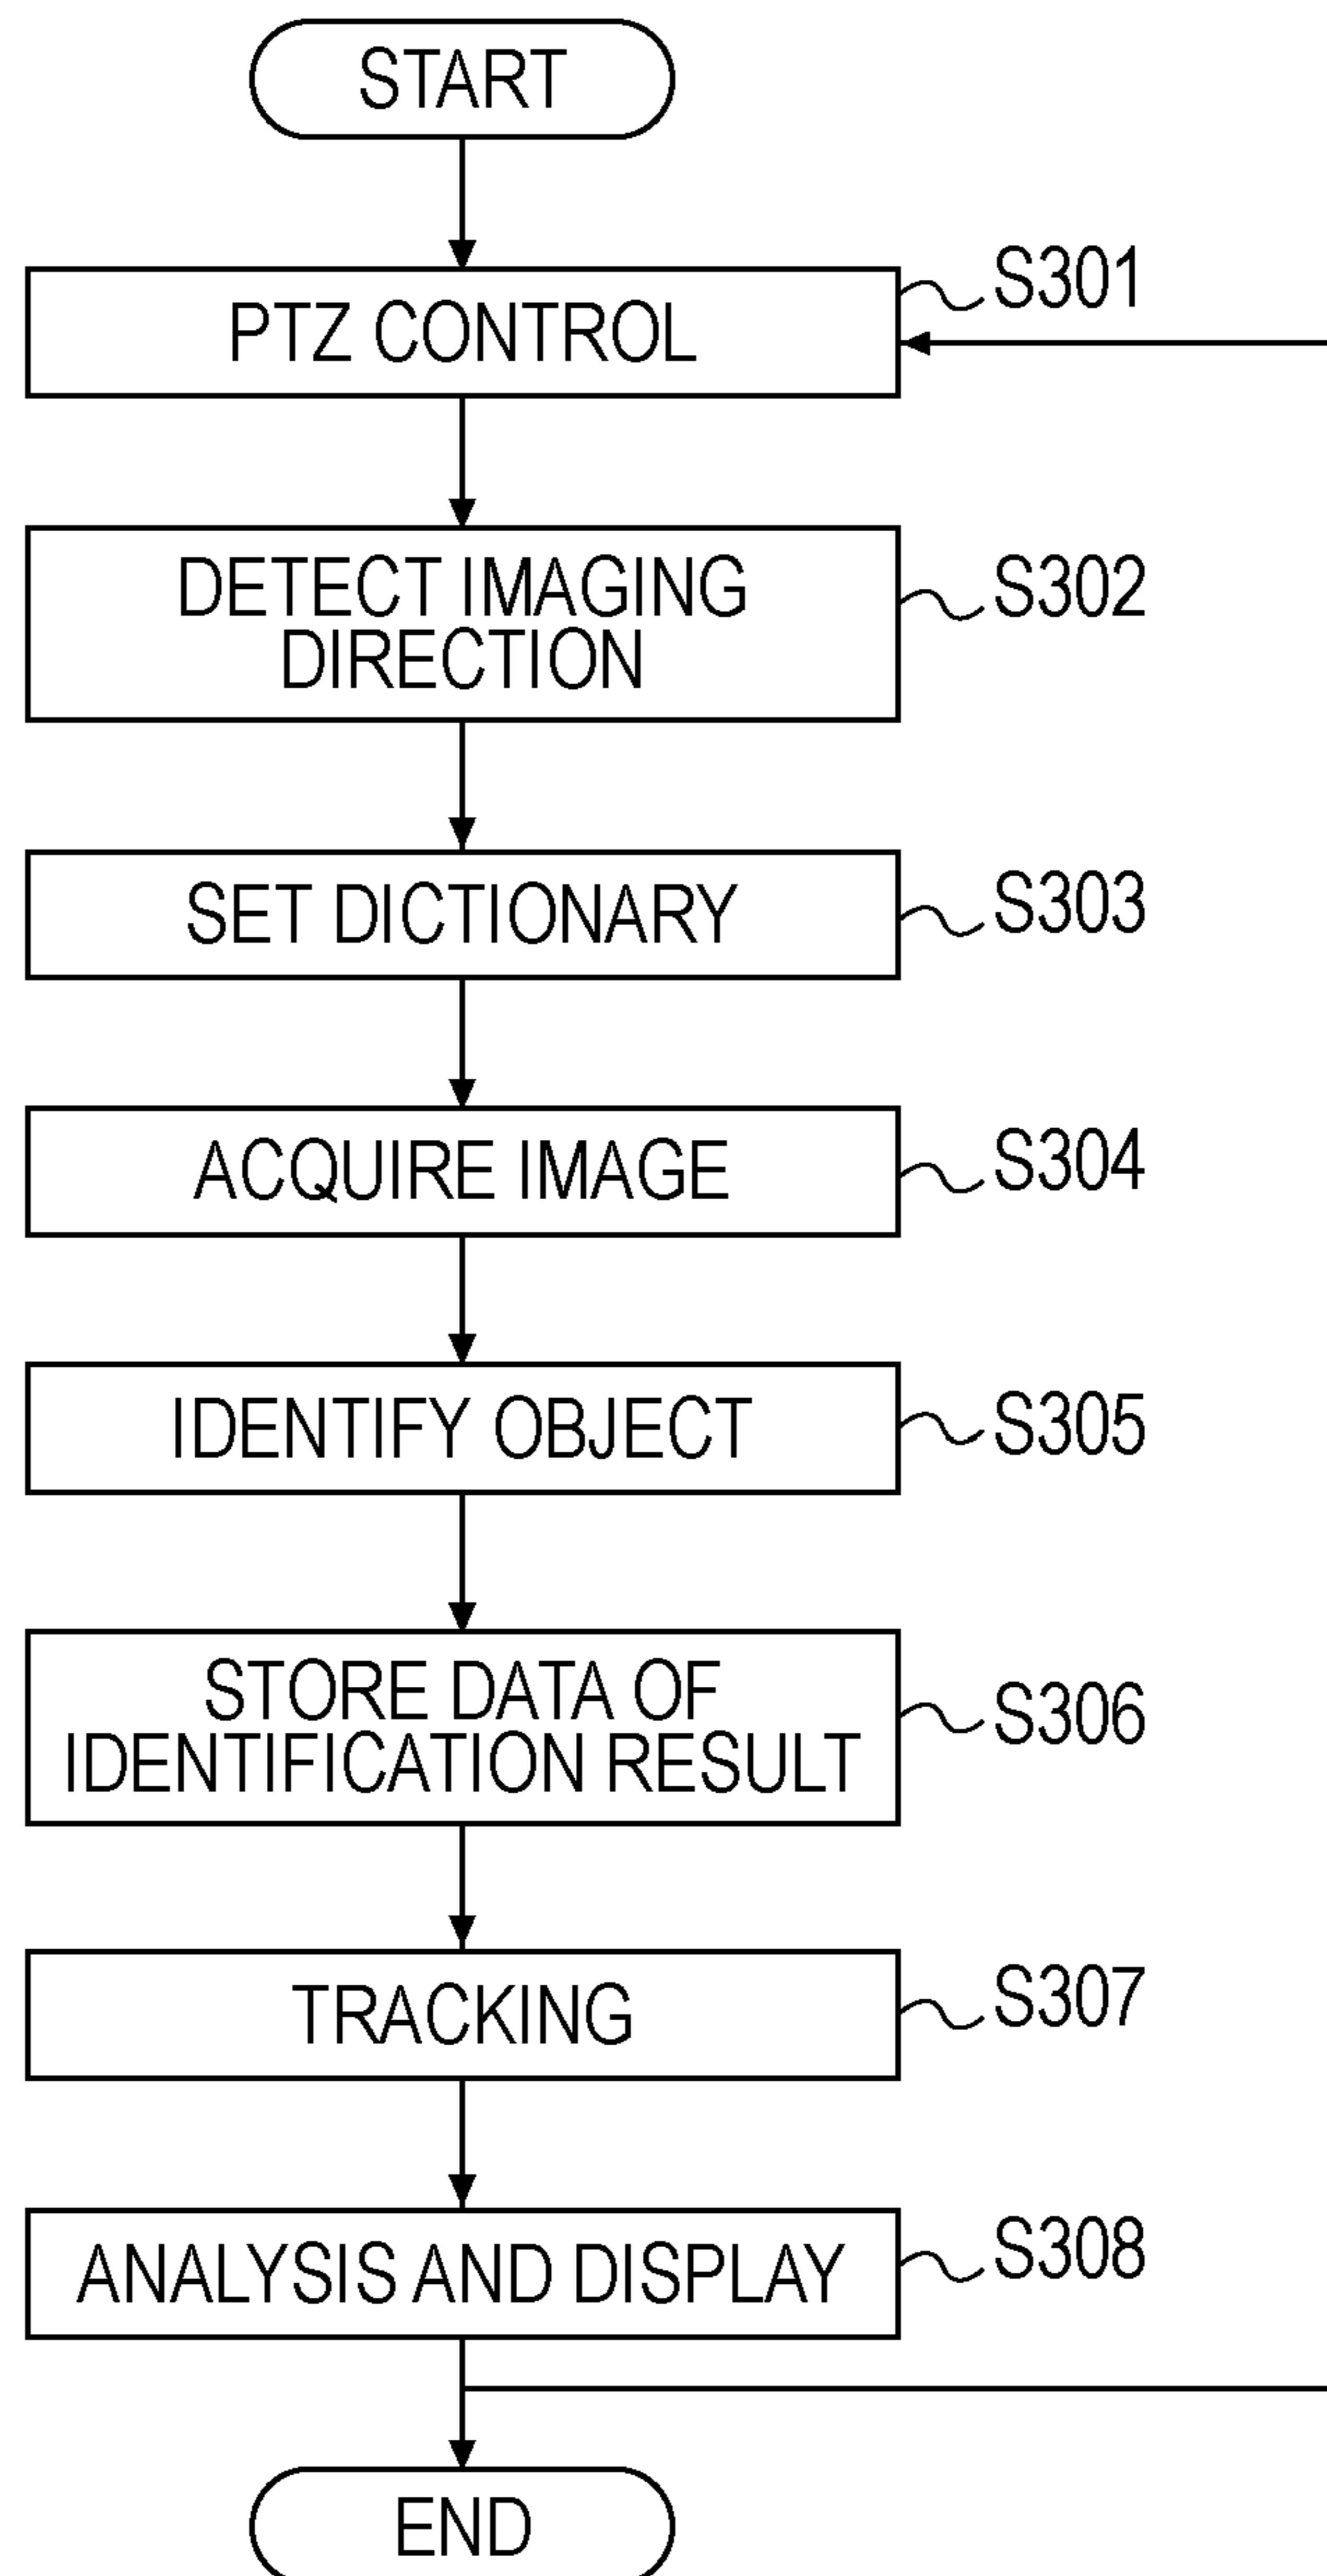 START
PTZ CONTROL
S301
DETECT IMAGING
DIRECTION
S302
SET DICTIONARY
S303
ACQUIRE IMAGE
S304
IDENTIFY OBJECT
S305
STORE DATA OF
IDENTIFICATION RESULT
S306
TRACKING
S307
ANALYSIS AND DISPLAY
S308
END